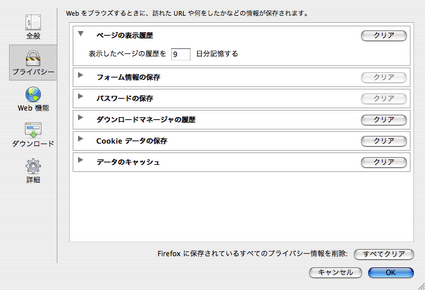 Web をブラウズするときに、訪れた URL や何をしたかなどの情報が保存されます。
全般
プライバシー
Web 機能
ダウンロード
詳細
ページの表示履歴
クリア
表示したページの履歴を 9 日分記憶する
フォーム情報の保存
クリア
パスワードの保存
クリア
ダウンロードマネージャの履歴
クリア
Cookie データの保存
クリア
データのキャッシュ
クリア
Firefox に保存されているすべてのプライバシー情報を削除:
すべてクリア
キャンセル
OK